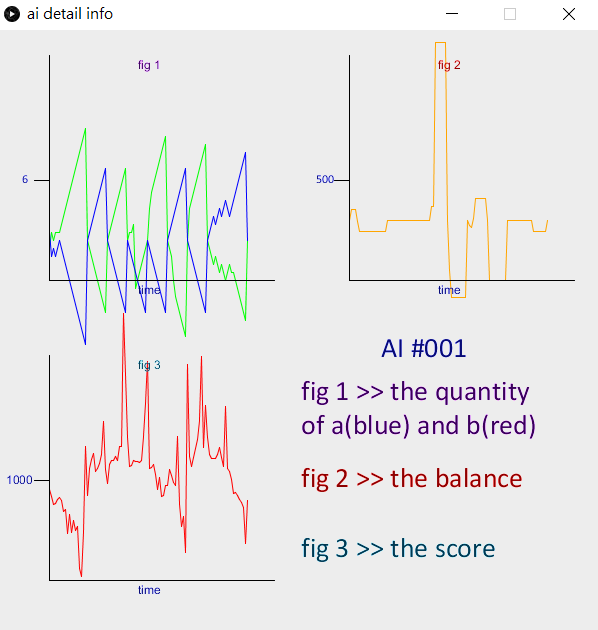 ai detail info
fig 1
6
time
fig 2
500
time
fig 3
1000
time
AI #001
fig 1 >> the quantity
of a(blue) and b(red)
fig 2 >> the balance
fig 3 >> the score